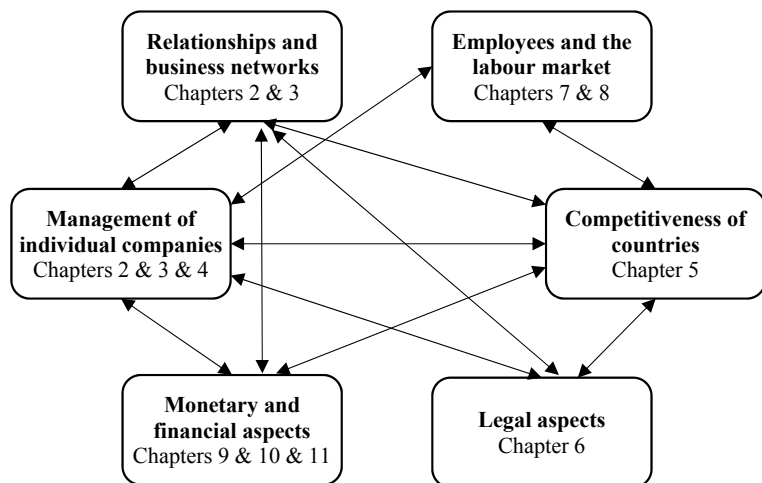 Relationships and
business networks
Chapters 2 & 3
Employees and the
labour market
Chapters 7 & 8
Management of
individual companies
Chapters 2 & 3 & 4
Competitiveness of
countries
Chapter 5
Monetary and
financial aspects
Chapters 9 & 10 & 11
Legal aspects
Chapter 6